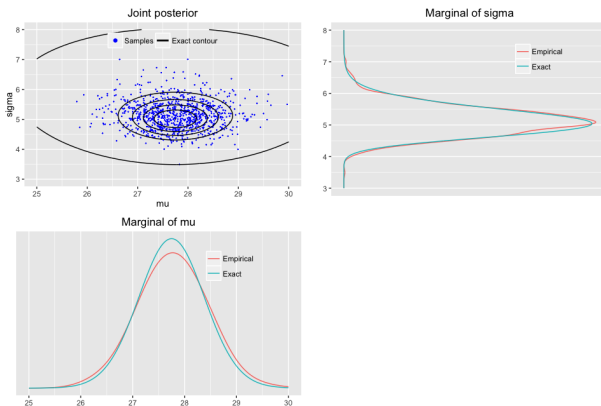 Joint posterior
Samples Exact contour
8
7
6
5
4
3
sigma
25 26 27 28 29 30
mu
Marginal of sigma
Empirical
Exact
8
7
6
5
4
3
Marginal of mu
Empirical
Exact
25 26 27 28 29 30